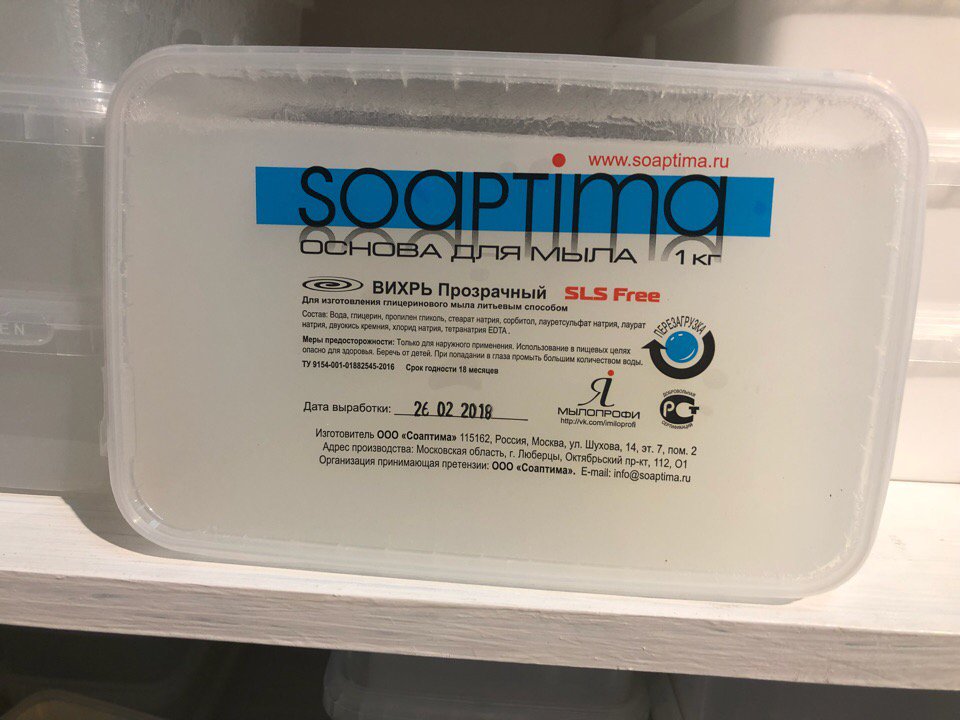 www.soaptima.ru
soaptima
ОСНОВА ДЛЯ МЫЛА 1 кг
ВИХРЬ Прозрачный SLS Free
Для изготовления глицеринового мыла литьевым способом
Состав: Вода, глицерин, пропилен гликоль, стеарат натрия, сорбитол, лауретсульфат натрия, лаурат
натрия, двуокись кремния, хлорид натрия, тетранатрия EDTA .
ПЕРЕЗАГРУЗКА
Меры предосторожности: Только для наружного применения. Использование в пищевых целях
опасно для здоровья. Беречь от детей. При попадании в глаза промыть большим количеством воды.
ТУ 9154-001-01882545-2016 Срок годности 18 месяцев
Дата выработки: 26 02 2018
Я
МЫЛОПРОФИ
http://vk.com/imiloprofi
ДОБРОВОЛЬНАЯ
РСТ
СЕРТИФИКАЦИЯ
Изготовитель ООО «Соаптима» 115162, Россия, Москва, ул. Шухова, 14, эт. 7, пом. 2
Адрес производства: Московская область, г. Люберцы, Октябрьский пр-кт, 112, О1
Организация принимающая претензии: ООО «Соаптима». E-mail: info@soaptima.ru